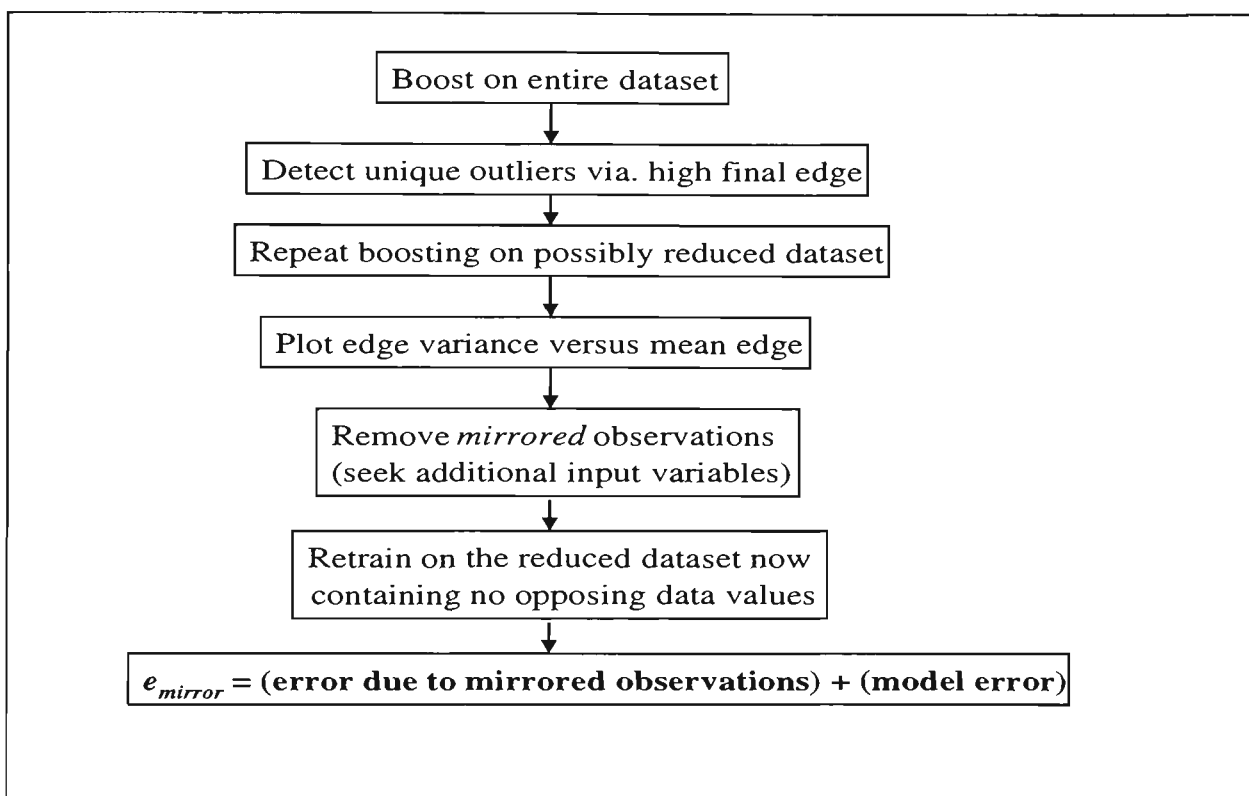 Boost on entire dataset
Detect unique outliers via. high final edge
Repeat boosting on possibly reduced dataset
Plot edge variance versus mean edge
Remove mirrored observations
(seek additional input variables)
Retrain on the reduced dataset now
containing no opposing data values
e_mirror = (error due to mirrored observations) + (model error)